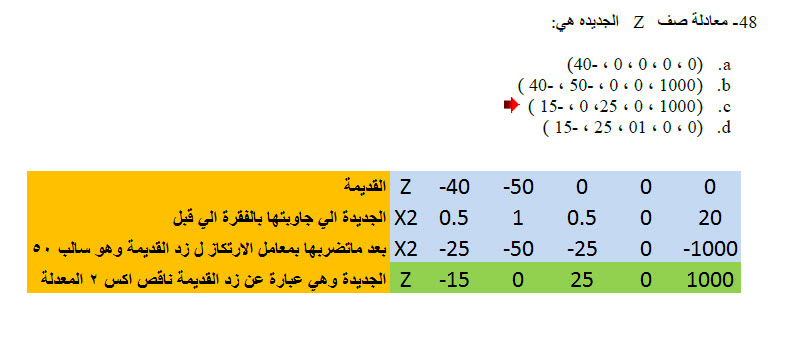 48- معادلة صف Z الجديده هي:
a. (0 ، 0 ، 0 ، 0 ، -40)
b. (1000 ، 0 ، 0 ، -50 ، -40 )
c. (1000 ، 0 ، 25، 0 ، -15 )
d. (0 ، 0 ، 01 ، 25 ، -15 )
القديمة Z -40 -50 0 0 0
الجديدة الي جاوبتها بالفقرة الي قبل X2 0.5 1 0.5 0 20
بعد ماتضربها بمعامل الارتكاز ل زد القديمة وهو سالب ٥٠ X2 -25 -50 -25 0 -1000
الجديدة وهي عبارة عن زد القديمة ناقص اكس ٢ المعدلة Z -15 0 25 0 1000